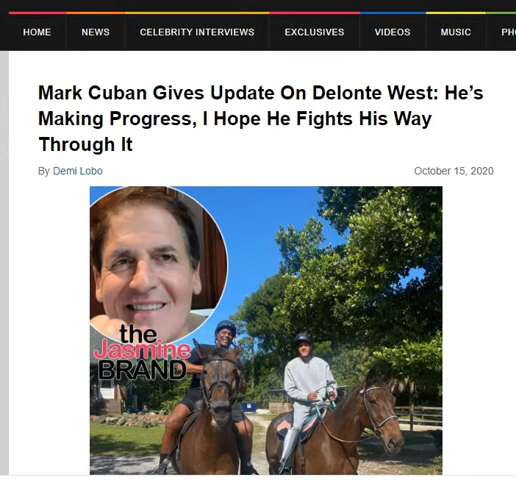 HOME NEWS CELEBRITY INTERVIEWS EXCLUSIVES VIDEOS MUSIC
Mark Cuban Gives Update On Delonte West: He's
Making Progress, I Hope He Fights His Way
Through It
By Demi Lobo October 15, 2020
the
Jasmine
BRAND